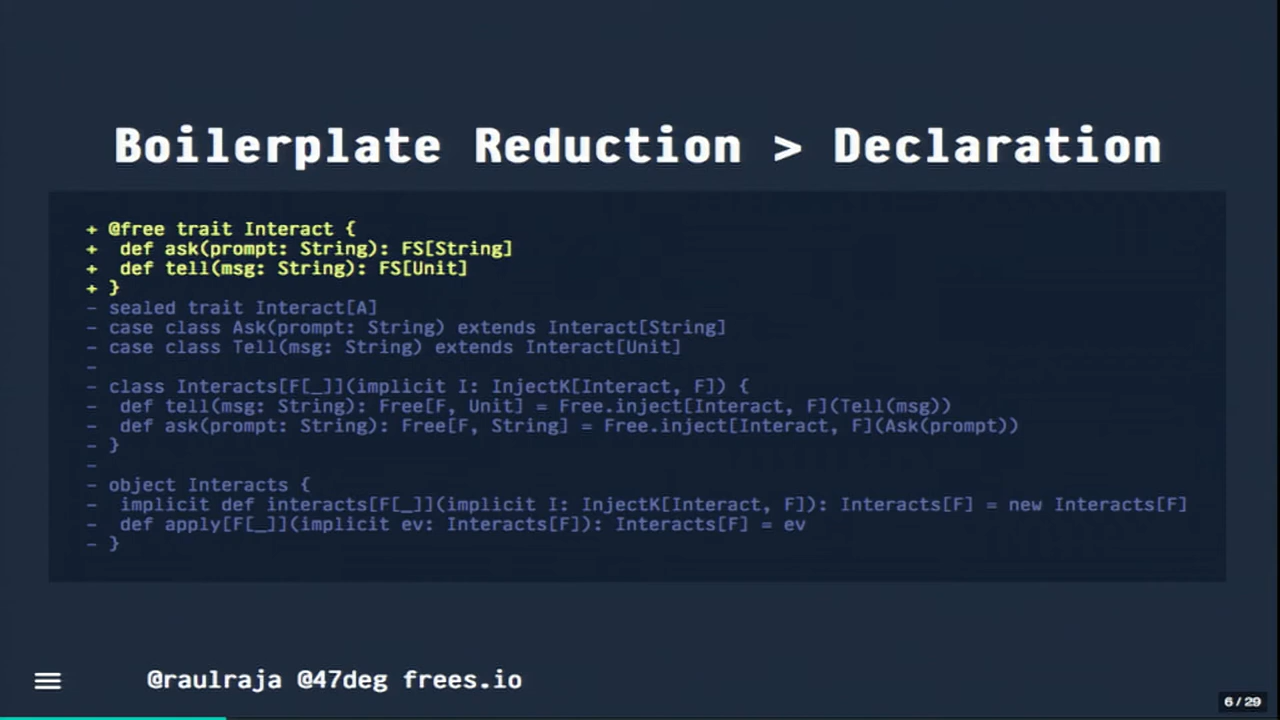 Boilerplate Reduction > Declaration
+ @free trait Interact {
+  def ask(prompt: String): FS[String]
+  def tell(msg: String): FS[Unit]
+ }
- sealed trait Interact[A]
- case class Ask(prompt: String) extends Interact[String]
- case class Tell(msg: String) extends Interact[Unit]
-
- class Interacts[F[_]](implicit I: InjectK[Interact, F]) {
-  def tell(msg: String): Free[F, Unit] = Free.inject[Interact, F](Tell(msg))
-  def ask(prompt: String): Free[F, String] = Free.inject[Interact, F](Ask(prompt))
- }
-
- object Interacts {
-  implicit def interacts[F[_]](implicit I: InjectK[Interact, F]): Interacts[F] = new Interacts[F]
-  def apply[F[_]](implicit ev: Interacts[F]): Interacts[F] = ev
- }
@raulraja @47deg frees.io
6 / 29